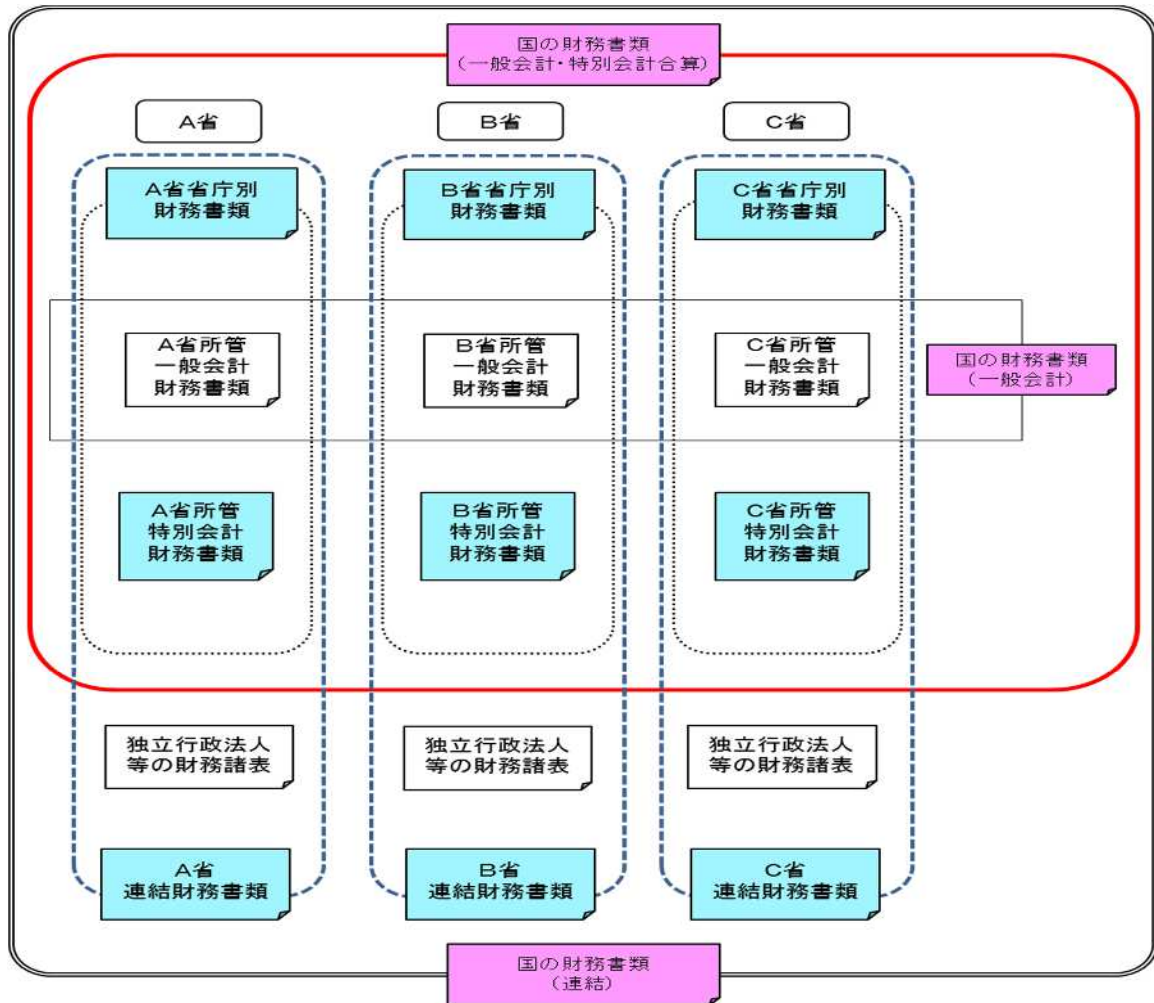 国の財務書類
(一般会計・特別会計合算)
A省
B省
C省
A省省庁別
財務書類
B省省庁別
財務書類
C省省庁別
財務書類
A省所管
一般会計
財務書類
B省所管
一般会計
財務書類
C省所管
一般会計
財務書類
国の財務書類
(一般会計)
A省所管
特別会計
財務書類
B省所管
特別会計
財務書類
C省所管
特別会計
財務書類
独立行政法人
等の財務諸表
独立行政法人
等の財務諸表
独立行政法人
等の財務諸表
A省
連結財務書類
B省
連結財務書類
C省
連結財務書類
国の財務書類
(連結)